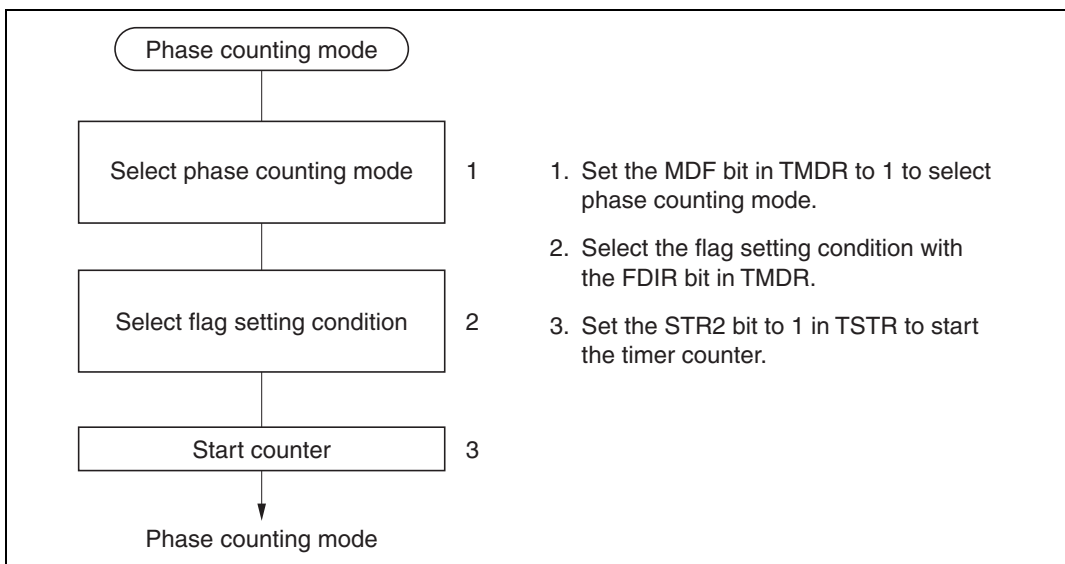 Phase counting mode
Select phase counting mode
1
Select flag setting condition
2
Start counter
3
Phase counting mode
1. Set the MDF bit in TMDR to 1 to select
phase counting mode.
2. Select the flag setting condition with
the FDIR bit in TMDR.
3. Set the STR2 bit to 1 in TSTR to start
the timer counter.